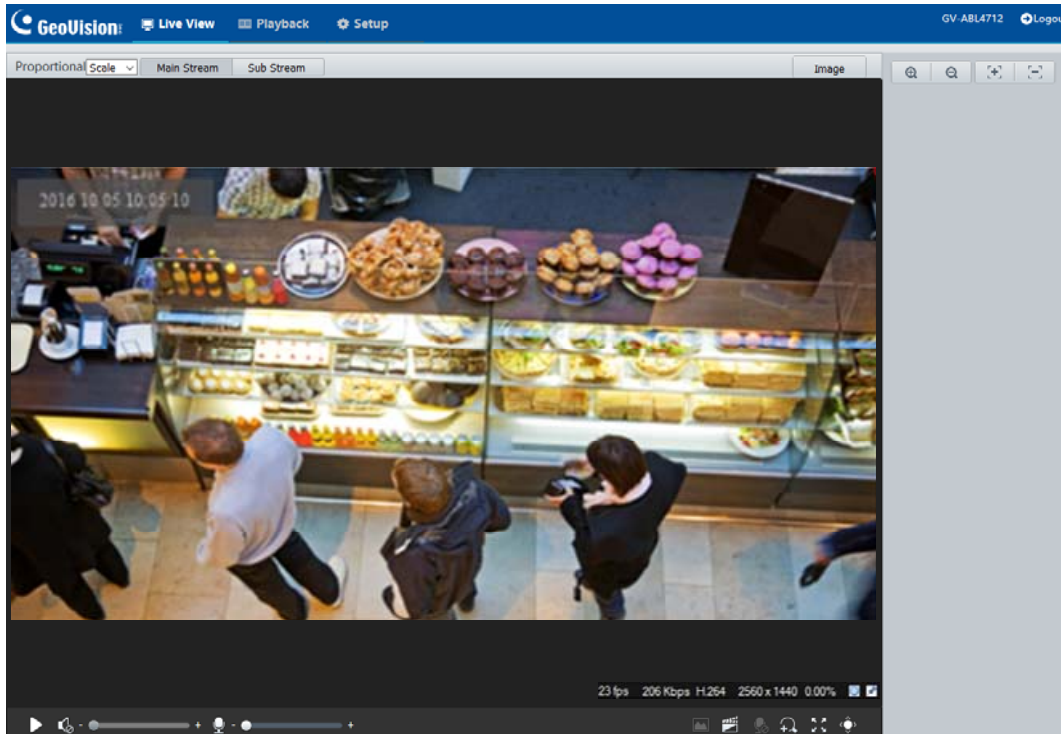 GeoVision Live View Playback Setup GV-ABL4712 Logou
Proportional Scale Main Stream Sub Stream Image
2016 10 05 10:05:10
23 fps 206 Kbps H.264 2560 x 1440 0.00%
- + - +